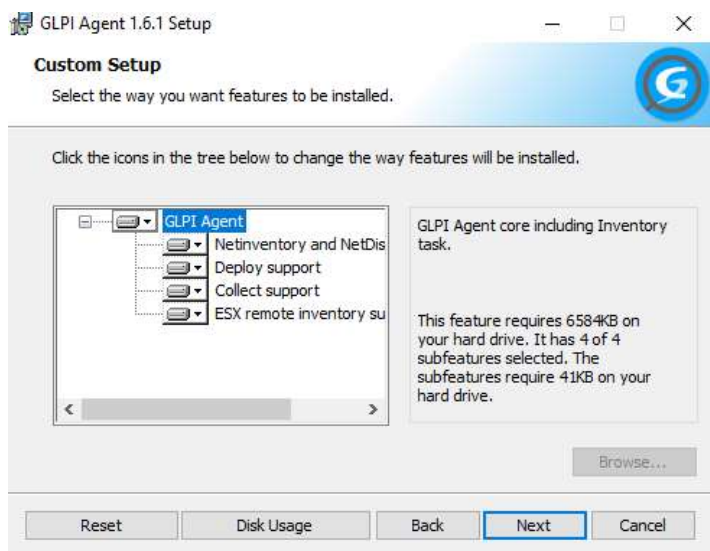 GLPI Agent 1.6.1 Setup
Custom Setup
Select the way you want features to be installed.
Click the icons in the tree below to change the way features will be installed.
GLPI Agent
Netinventory and NetDis
Deploy support
Collect support
ESX remote inventory su
GLPI Agent core including Inventory
task.
This feature requires 6584KB on
your hard drive. It has 4 of 4
subfeatures selected. The
subfeatures require 41KB on your
hard drive.
Browse...
Reset
Disk Usage
Back
Next
Cancel